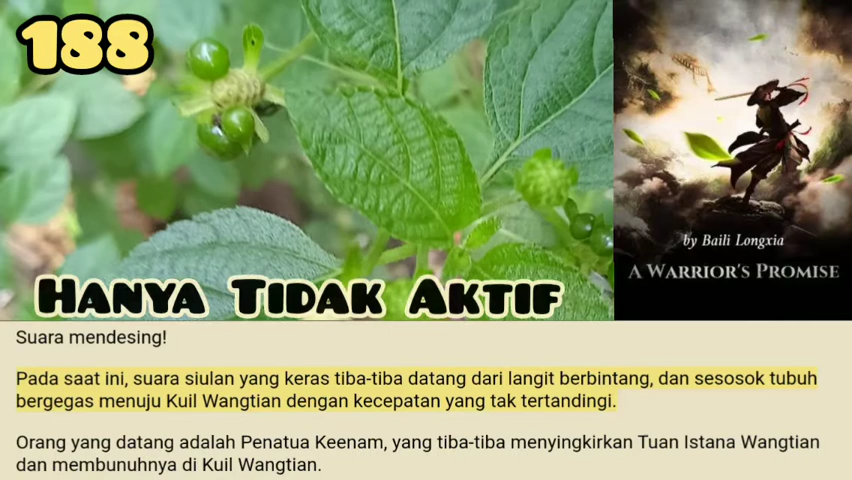 188
HANYA TIDAK AKTIF
by Baili Longxia
A WARRIOR'S PROMISE
Suara mendesing!
Pada saat ini, suara siulan yang keras tiba-tiba datang dari langit berbintang, dan sesosok tubuh
bergegas menuju Kuil Wangtian dengan kecepatan yang tak tertandingi.
Orang yang datang adalah Penatua Keenam, yang tiba-tiba menyingkirkan Tuan Istana Wangtian
dan membunuhnya di Kuil Wangtian.